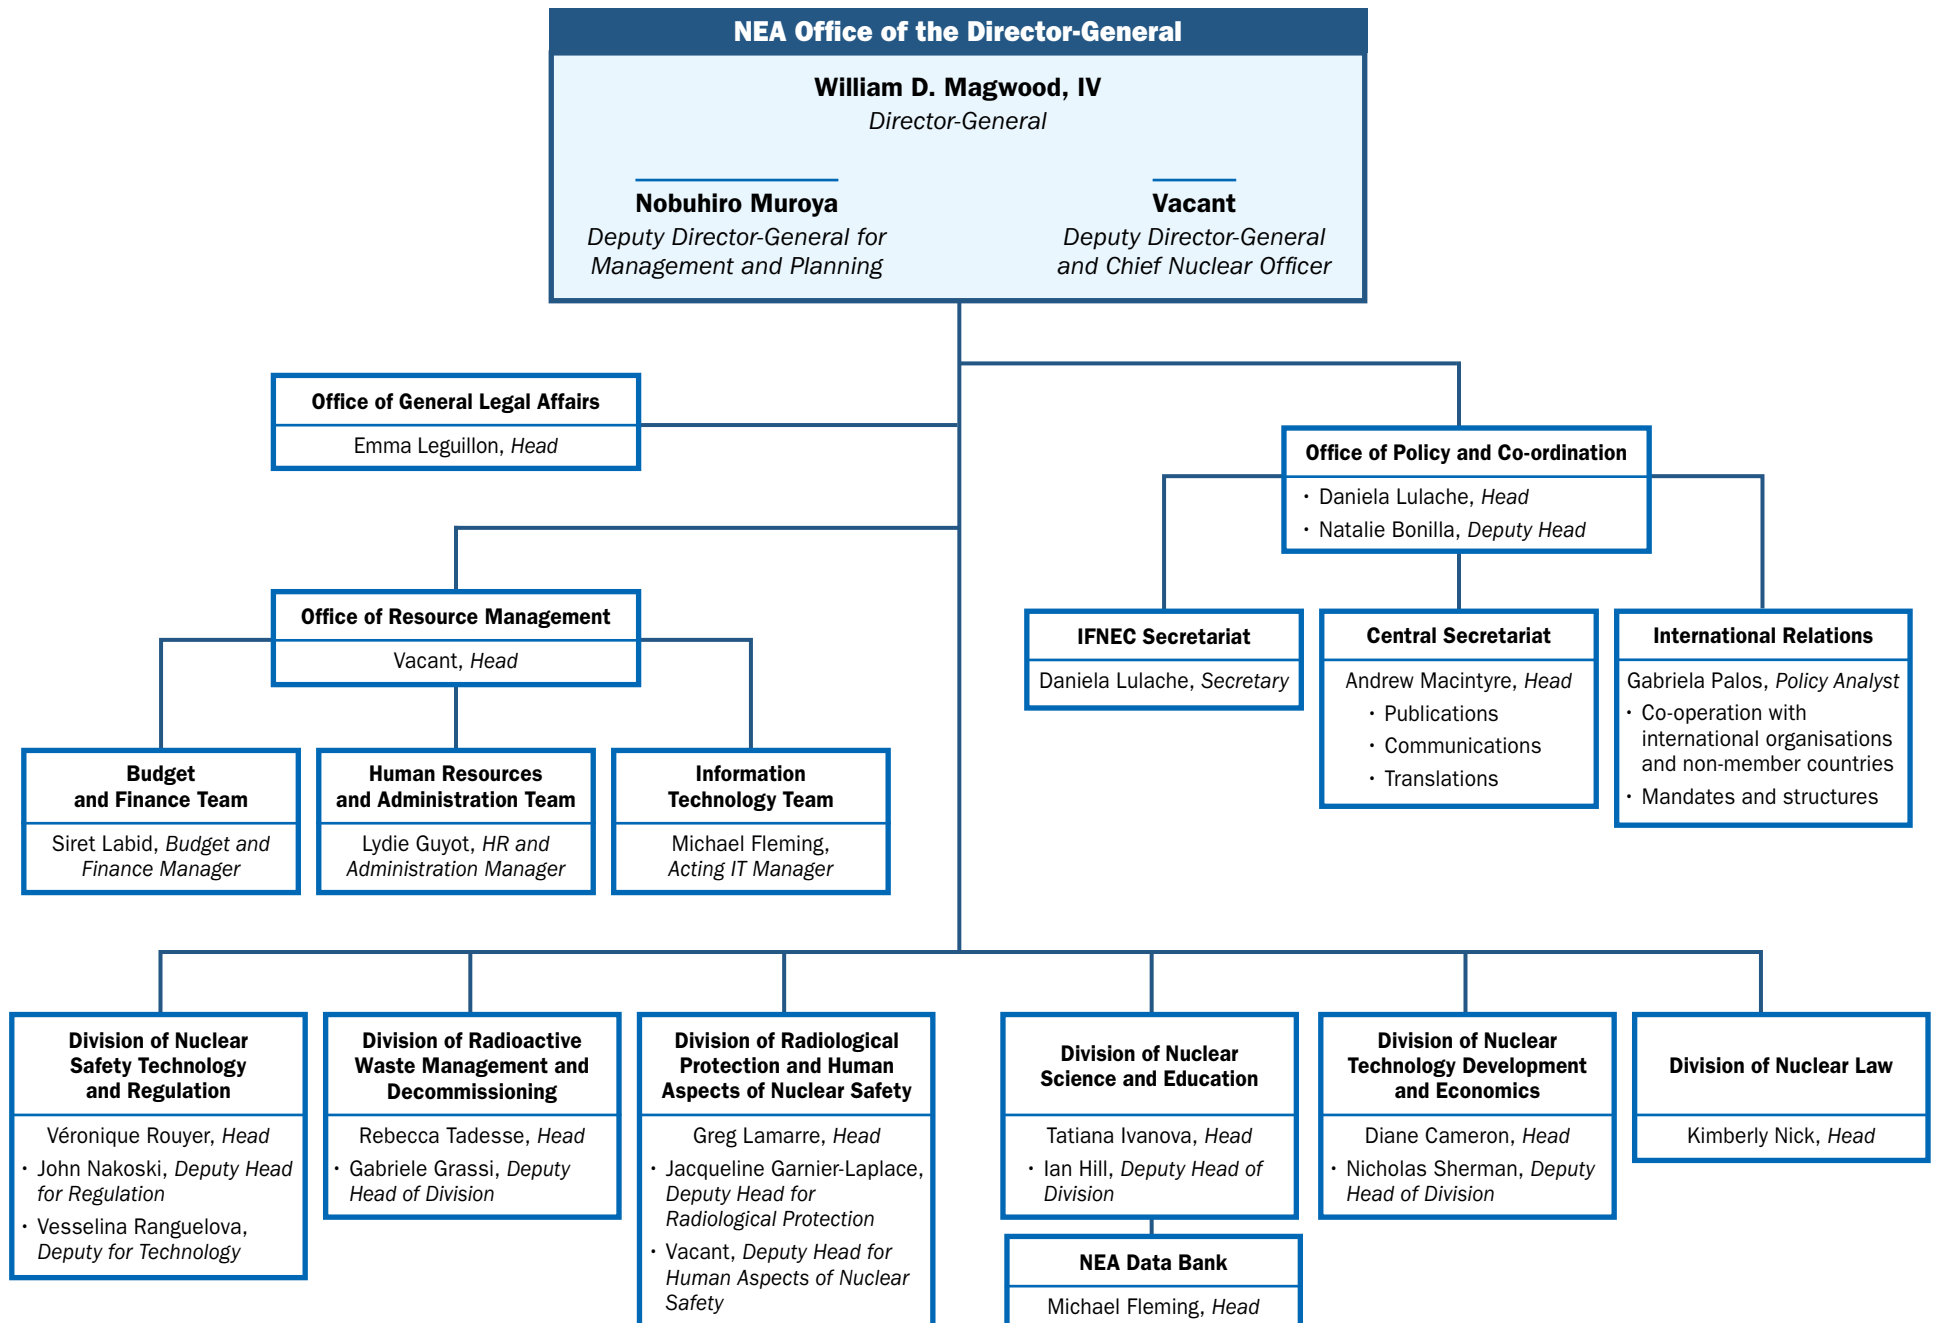 NEA Office of the Director-General
William D. Magwood, IV
Director-General
Nobuhiro Muroya
Deputy Director-General for
Management and Planning
Vacant
Deputy Director-General
and Chief Nuclear Officer
Office of General Legal Affairs
Emma Leguillon, Head
Office of Policy and Co-ordination
• Daniela Lulache, Head
• Natalie Bonilla, Deputy Head
Office of Resource Management
Vacant, Head
IFNEC Secretariat
Daniela Lulache, Secretary
Central Secretariat
Andrew Macintyre, Head
• Publications
• Communications
• Translations
International Relations
Gabriela Palos, Policy Analyst
• Co-operation with
international organisations
and non-member countries
• Mandates and structures
Budget
and Finance Team
Siret Labid, Budget and
Finance Manager
Human Resources
and Administration Team
Lydie Guyot, HR and
Administration Manager
Information
Technology Team
Michael Fleming,
Acting IT Manager
Division of Nuclear
Safety Technology
and Regulation
Véronique Rouyer, Head
• John Nakoski, Deputy Head
for Regulation
• Vesselina Ranguelova,
Deputy for Technology
Division of Radioactive
Waste Management and
Decommissioning
Rebecca Tadesse, Head
• Gabriele Grassi, Deputy
Head of Division
Division of Radiological
Protection and Human
Aspects of Nuclear Safety
Greg Lamarre, Head
• Jacqueline Garnier-Laplace,
Deputy Head for
Radiological Protection
• Vacant, Deputy Head for
Human Aspects of Nuclear
Safety
Division of Nuclear
Science and Education
Tatiana Ivanova, Head
• Ian Hill, Deputy Head of
Division
NEA Data Bank
Michael Fleming, Head
Division of Nuclear
Technology Development
and Economics
Diane Cameron, Head
• Nicholas Sherman, Deputy
Head of Division
Division of Nuclear Law
Kimberly Nick, Head